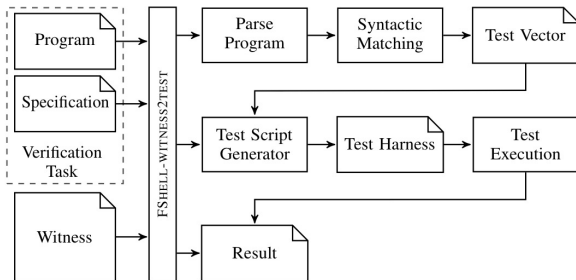 Program
Specification
Verification
Task
Witness
FSHELL-WITNESS2TEST
Parse
Program
Syntactic
Matching
Test Vector
Test Script
Generator
Test Harness
Test
Execution
Result